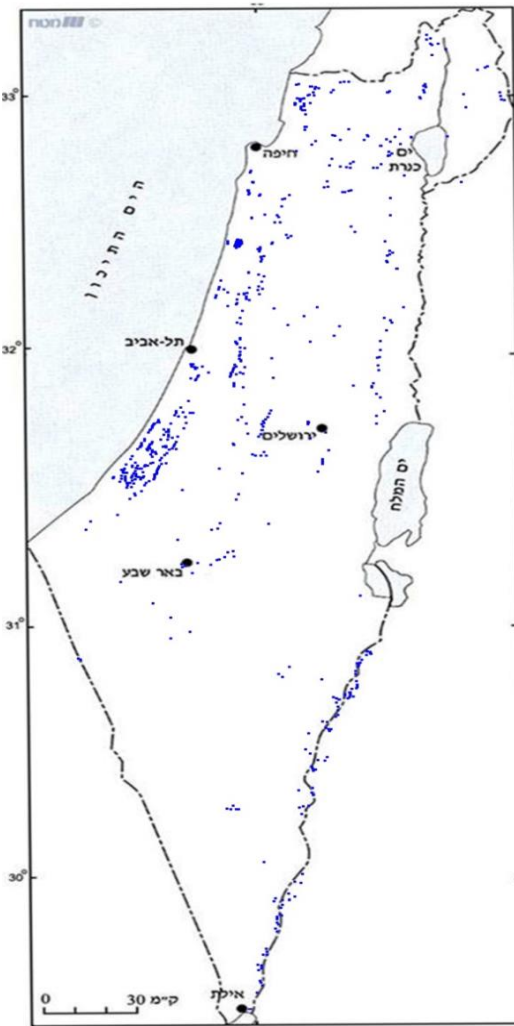 © מטח
33°
חיפה
ים
כנרת
הים התיכון
32°
תל-אביב
ירושלים
ים המלח
באר שבע
31°
30°
אילת
0 30 ק״מ